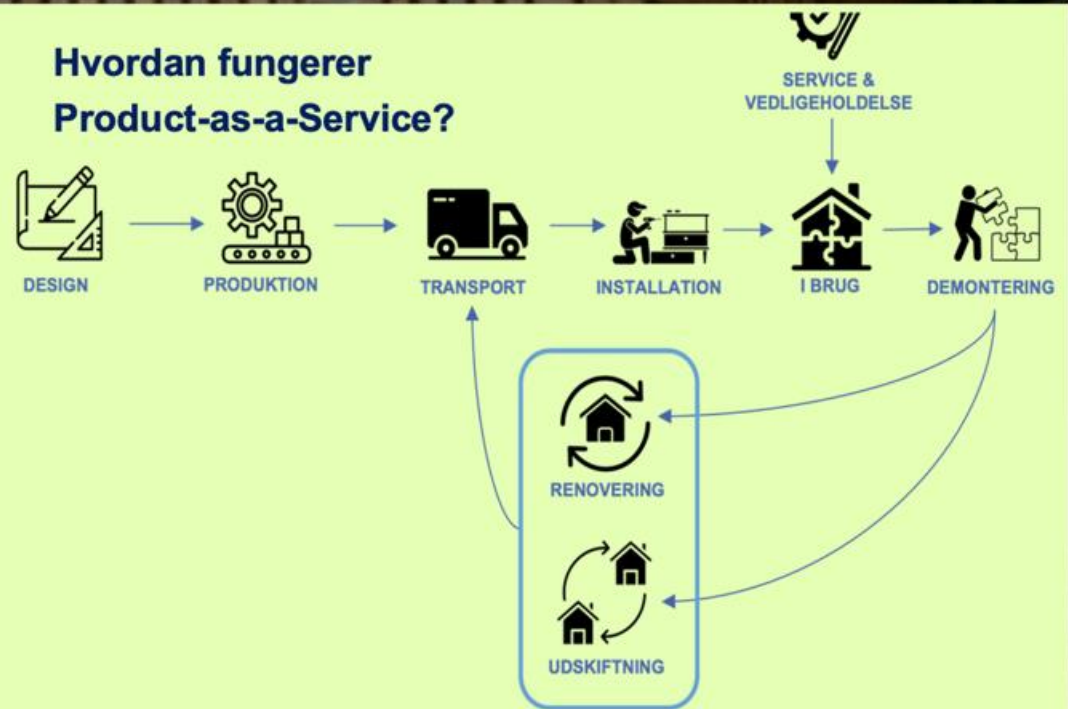 Hvordan fungerer
Product-as-a-Service?
SERVICE &
VEDLIGEHOLDELSE
DESIGN
PRODUKTION
TRANSPORT
INSTALLATION
I BRUG
DEMONTERING
RENOVERING
UDSKIFTNING